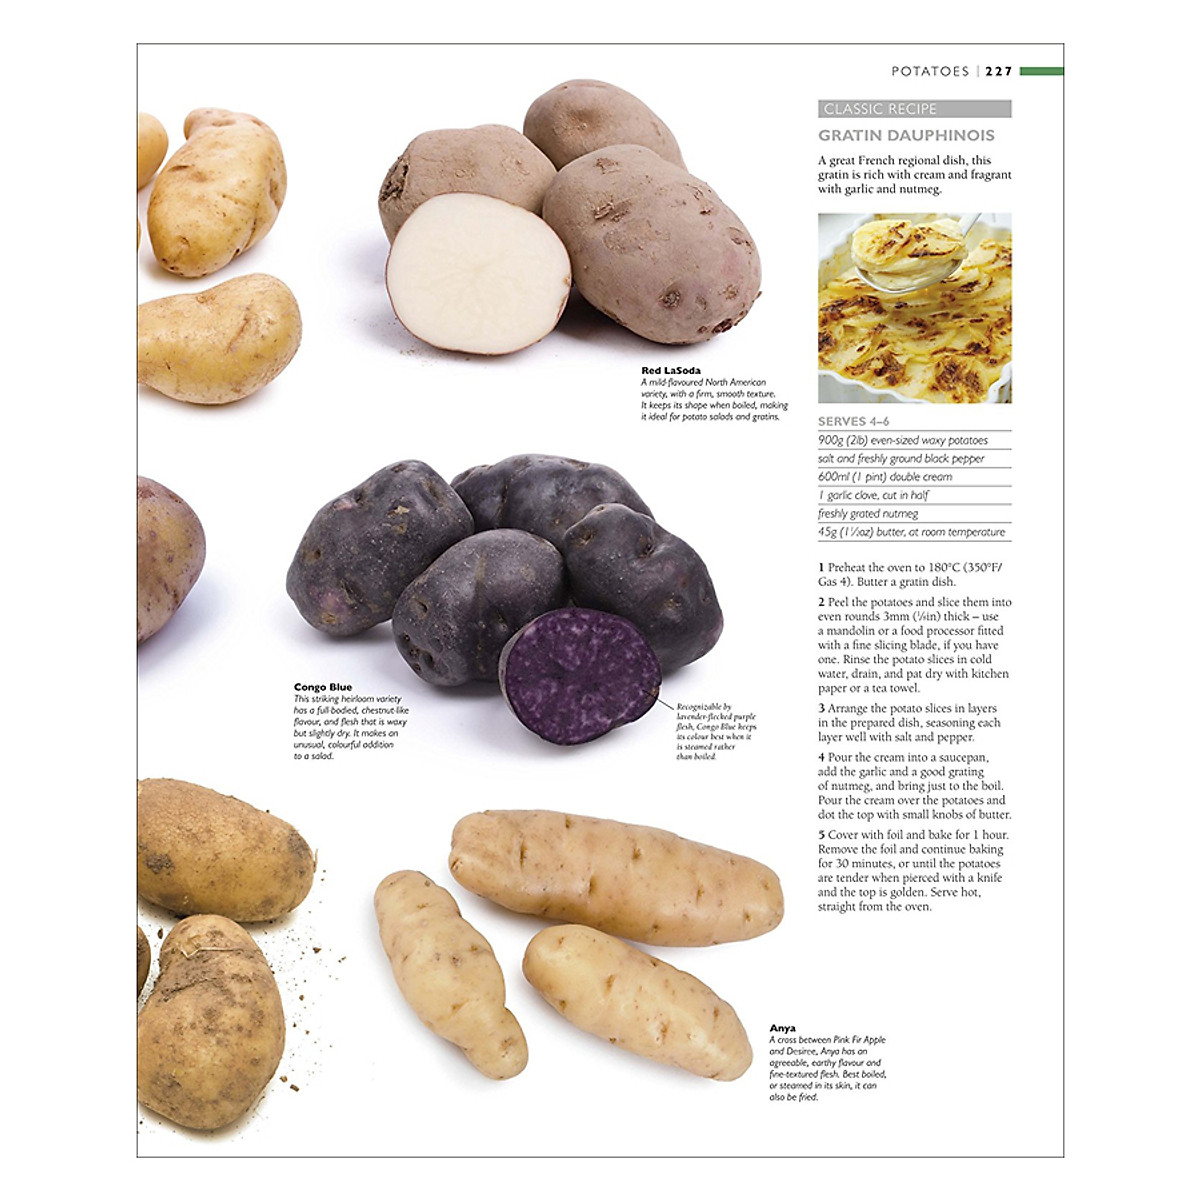 POTATOES | 227
CLASSIC RECIPE
GRATIN DAUPHINOIS
A great French regional dish, this
gratin is rich with cream and fragrant
with garlic and nutmeg.
SERVES 4–6
900g (2lb) even-sized waxy potatoes
salt and freshly ground black pepper
600ml (1 pint) double cream
1 garlic clove, cut in half
freshly grated nutmeg
45g (1½oz) butter, at room temperature
1 Preheat the oven to 180°C (350°F/
Gas 4). Butter a gratin dish.
2 Peel the potatoes and slice them into
even rounds 3mm (⅛in) thick – use
a mandolin or a food processor fitted
with a fine slicing blade, if you have
one. Rinse the potato slices in cold
water, drain, and pat dry with kitchen
paper or a tea towel.
3 Arrange the potato slices in layers
in the prepared dish, seasoning each
layer well with salt and pepper.
4 Pour the cream into a saucepan,
add the garlic and a good grating
of nutmeg, and bring just to the boil.
Pour the cream over the potatoes and
dot the top with small knobs of butter.
5 Cover with foil and bake for 1 hour.
Remove the foil and continue baking
for 30 minutes, or until the potatoes
are tender when pierced with a knife
and the top is golden. Serve hot,
straight from the oven.
Red LaSoda
A mild-flavoured North American
variety, with a firm, smooth texture.
It keeps its shape when boiled, making
it ideal for potato salads and gratins.
Congo Blue
This striking heirloom variety
has a full-bodied, chestnut-like
flavour, and flesh that is waxy
but slightly dry. It makes an
unusual, colourful addition
to a salad.
Recognizable by
lavender-flecked purple
flesh, Congo Blue keeps
its colour best when it
is steamed rather
than boiled.
Anya
A cross between Pink Fir Apple
and Desiree, Anya has an
agreeable, earthy flavour and
fine-textured flesh. Best boiled,
or steamed in its skin, it can
also be fried.